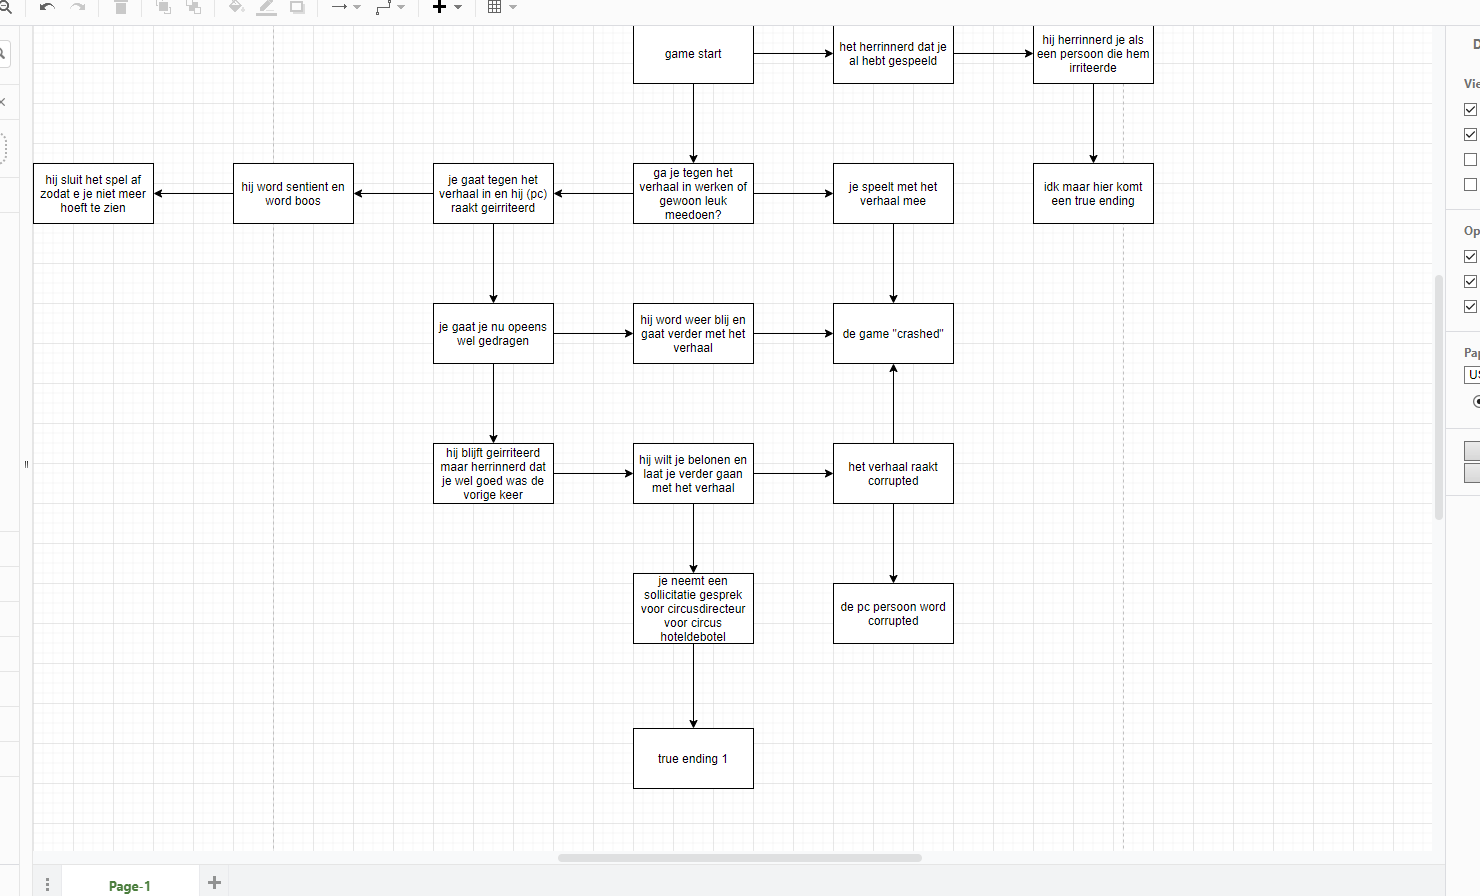 game start
het herrinnerd dat je
al hebt gespeeld
hij herrinnerd je als
een persoon die hem
irriteerde
hij sluit het spel af
zodat e je niet meer
hoeft te zien
hij word sentient en
word boos
je gaat tegen het
verhaal in en hij (pc)
raakt geirriteerd
ga je tegen het
verhaal in werken of
gewoon leuk
meedoen?
je speelt met het
verhaal mee
idk maar hier komt
een true ending
je gaat je nu opeens
wel gedragen
hij word weer blij en
gaat verder met het
verhaal
de game "crashed"
hij blijft geirriteerd
maar herrinnerd dat
je wel goed was de
vorige keer
hij wilt je belonen en
laat je verder gaan
met het verhaal
het verhaal raakt
corrupted
je neemt een
sollicitatie gesprek
voor circusdirecteur
voor circus
hoteldebotel
de pc persoon word
corrupted
true ending 1
Page-1
D
Vie
Op
Pap
US